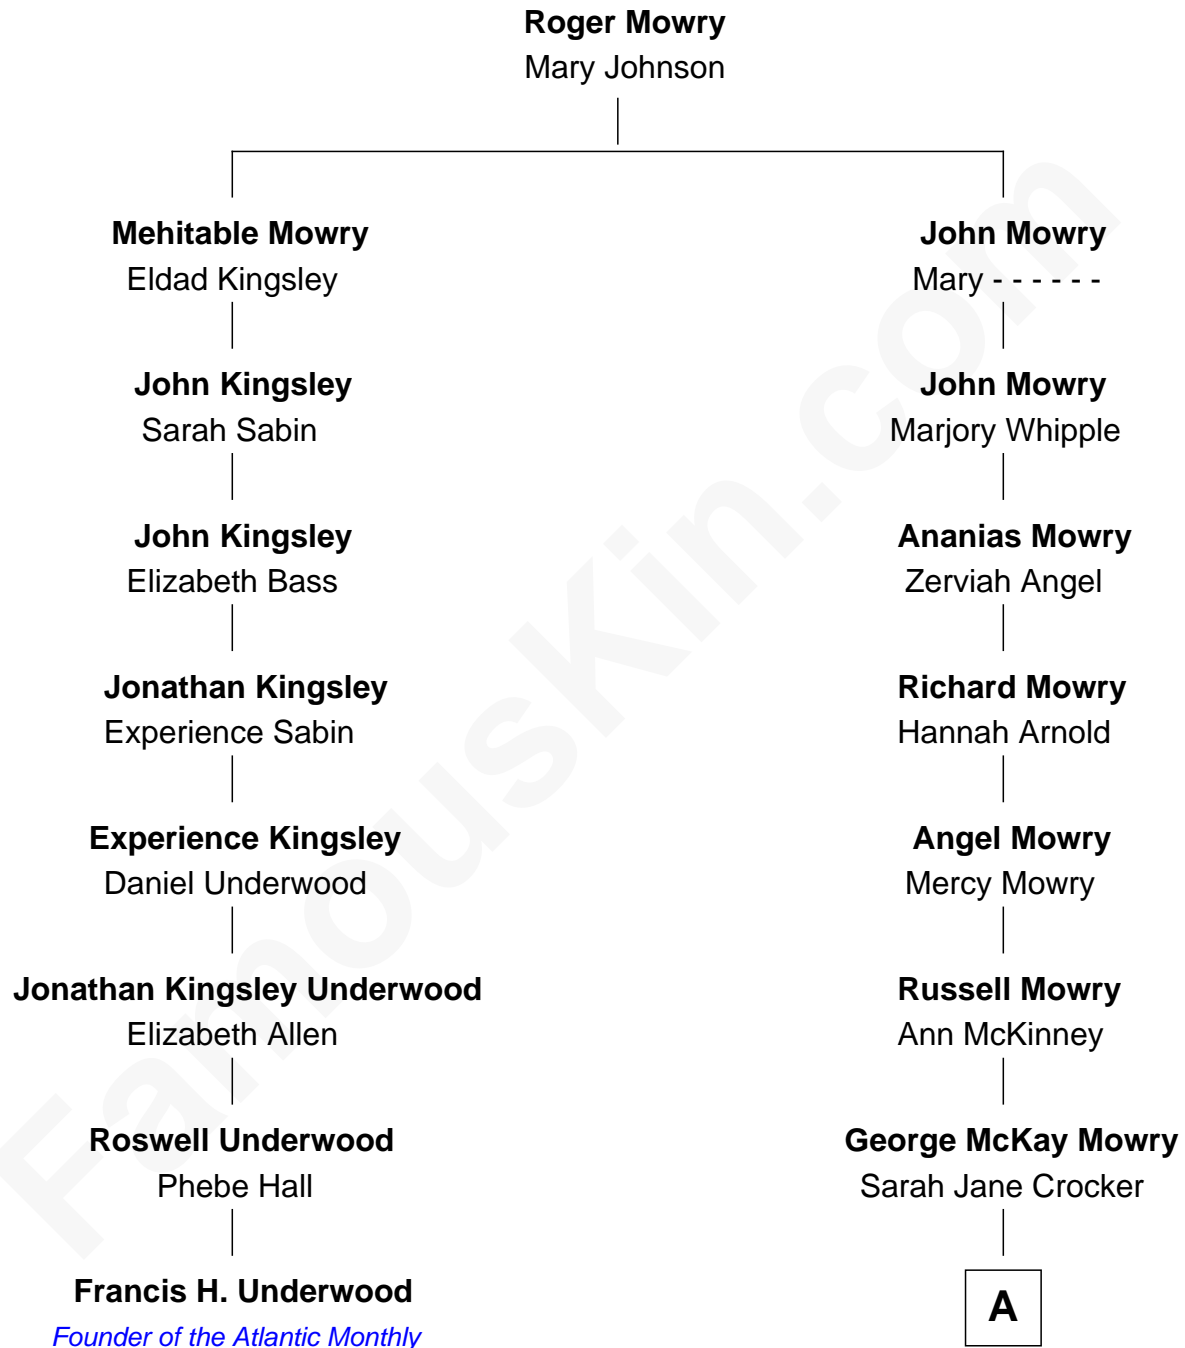 Roger Mowry
Mary Johnson
Mehitable Mowry
Eldad Kingsley
John Mowry
Mary - - - - - -
John Kingsley
Sarah Sabin
John Mowry
Marjory Whipple
John Kingsley
Elizabeth Bass
Ananias Mowry
Zerviah Angel
Jonathan Kingsley
Experience Sabin
Richard Mowry
Hannah Arnold
Experience Kingsley
Daniel Underwood
Angel Mowry
Mercy Mowry
Jonathan Kingsley Underwood
Elizabeth Allen
Russell Mowry
Ann McKinney
Roswell Underwood
Phebe Hall
George McKay Mowry
Sarah Jane Crocker
Francis H. Underwood
Founder of the Atlantic Monthly
A
FamousKin.com